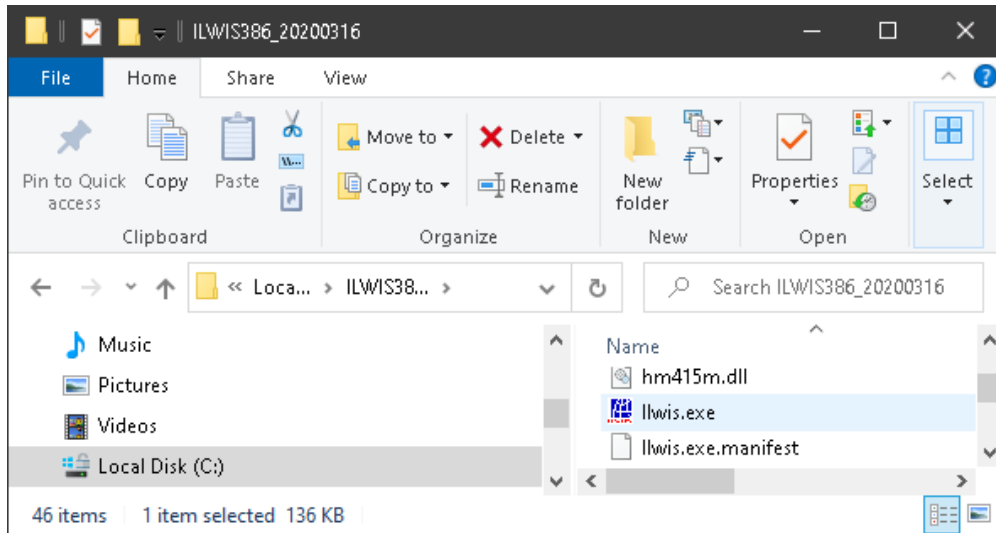 ILWIS386_20200316
File Home Share View
Pin to Quick access
Copy
Paste
Move to
Copy to
Delete
Rename
New folder
Properties
Select
Clipboard Organize New Open
« Loca... › ILWIS38... ›
Search ILWIS386_20200316
Music
Pictures
Videos
Local Disk (C:)
Name
hm415m.dll
Ilwis.exe
Ilwis.exe.manifest
46 items 1 item selected 136 KB